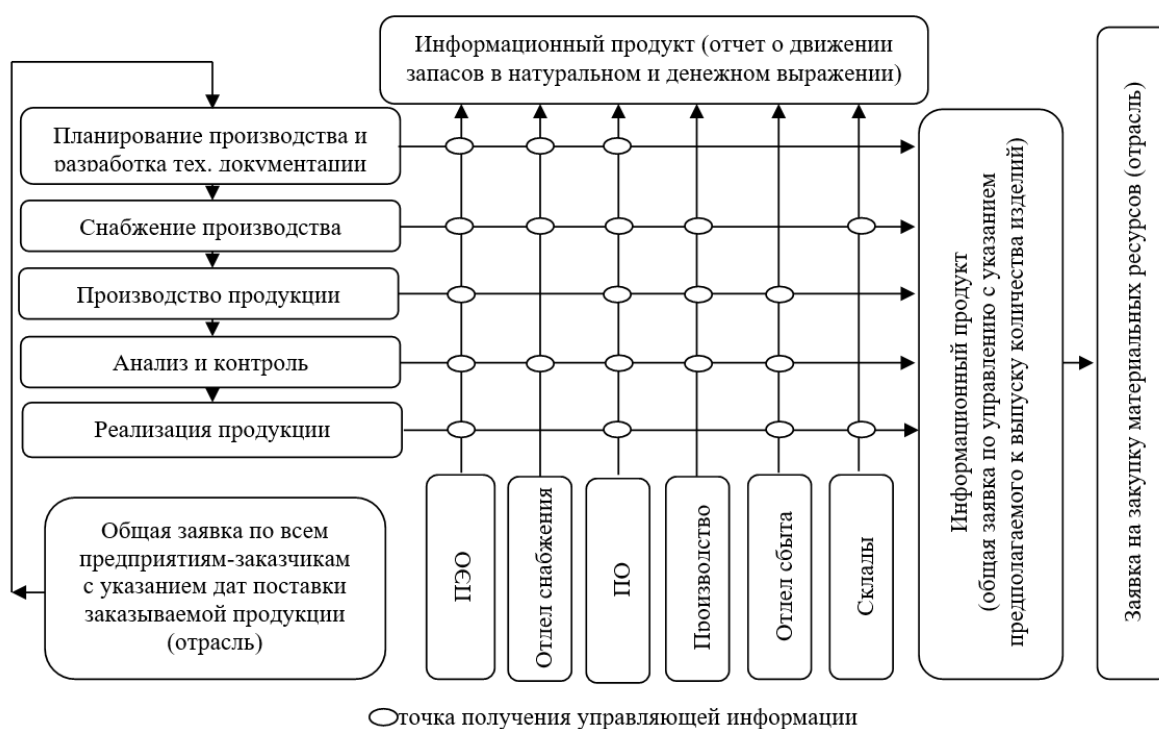 Информационный продукт (отчет о движении
запасов в натуральном и денежном выражении)
Планирование производства и
разработка тех. документации
Снабжение производства
Производство продукции
Анализ и контроль
Реализация продукции
Общая заявка по всем
предприятиям-заказчикам
с указанием дат поставки
заказываемой продукции
(отрасль)
ПЭО
Отдел снабжения
ПО
Производство
Отдел сбыта
Склады
Информационный продукт
(общая заявка по управлению с указанием
предполагаемого к выпуску количества изделий)
Заявка на закупку материальных ресурсов (отрасль)
точка получения управляющей информации